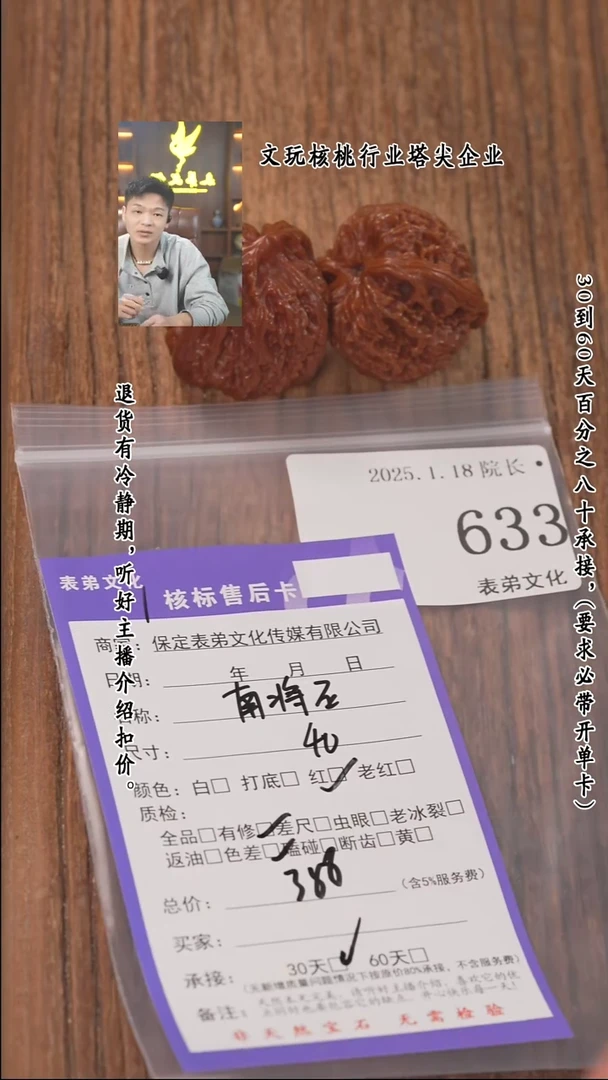 文玩核桃行业塔尖企业
30到60天百分之八十承接，（要求必带开单卡）
退货有冷静期，听好主播介绍扣价。
2025.1.18 院长
633
表弟文化
表弟文化
核标售后卡
保定表弟文化传媒有限公司
年 月 日
南将石
尺寸： 40
颜色：白□ 打底□ 红□ 老红□
质检：
全品□有修□差尺□虫眼□老冰裂□
返油□色差□磕碰□断齿□黄□
总价： 388 （含5%服务费）
买家：
承接： 30天□ 60天□
备注：
非天然宝石 无需检验